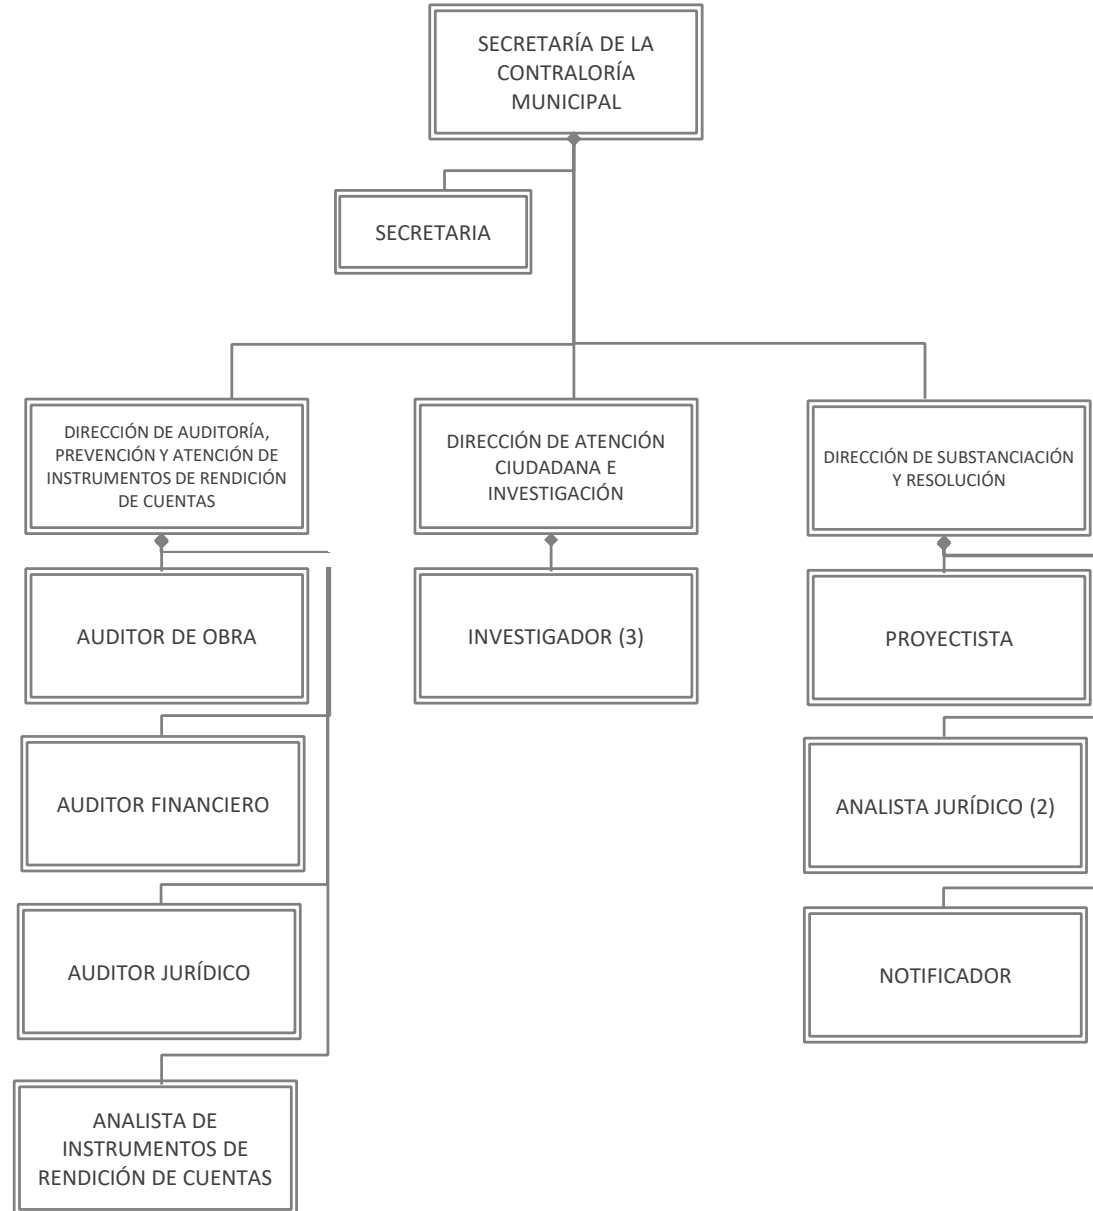 SECRETARÍA DE LA
CONTRALORÍA
MUNICIPAL
SECRETARIA
DIRECCIÓN DE AUDITORÍA,
PREVENCIÓN Y ATENCIÓN DE
INSTRUMENTOS DE RENDICIÓN
DE CUENTAS
DIRECCIÓN DE ATENCIÓN
CIUDADANA E
INVESTIGACIÓN
DIRECCIÓN DE SUBSTANCIACIÓN
Y RESOLUCIÓN
AUDITOR DE OBRA
INVESTIGADOR (3)
PROYECTISTA
AUDITOR FINANCIERO
ANALISTA JURÍDICO (2)
AUDITOR JURÍDICO
NOTIFICADOR
ANALISTA DE
INSTRUMENTOS DE
RENDICIÓN DE CUENTAS